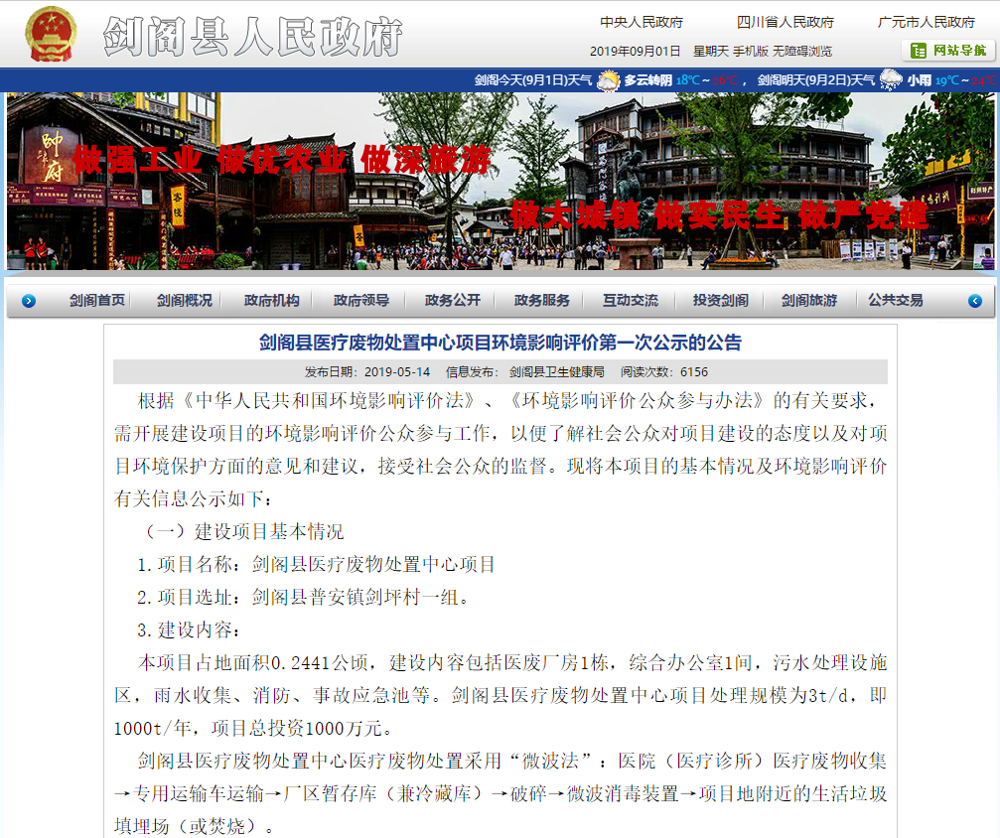 剑阁县人民政府
中央人民政府 四川省人民政府 广元市人民政府
2019年09月01日 星期天 手机版 无障碍浏览
网站导航
剑阁今天(9月1日)天气 多云转阴 18℃~ ， 剑阁明天(9月2日)天气 小雨 19℃~
帅府
做强工业 做优农业 做深旅游
客栈
做大城镇 做实民生 做严党建
剑阁首页 剑阁概况 政府机构 政府领导 政务公开 政务服务 互动交流 投资剑阁 剑阁旅游 公共交易
剑阁县医疗废物处置中心项目环境影响评价第一次公示的公告
发布日期：2019-05-14 信息发布：剑阁县卫生健康局 阅读次数：6156
根据《中华人民共和国环境影响评价法》、《环境影响评价公众参与办法》的有关要求，
需开展建设项目的环境影响评价公众参与工作，以便了解社会公众对项目建设的态度以及对项
目环境保护方面的意见和建议，接受社会公众的监督。现将本项目的基本情况及环境影响评价
有关信息公示如下：
（一）建设项目基本情况
1.项目名称：剑阁县医疗废物处置中心项目
2.项目选址：剑阁县普安镇剑坪村一组。
3.建设内容：
本项目占地面积0.2441公顷，建设内容包括医废厂房1栋，综合办公室1间，污水处理设施
区，雨水收集、消防、事故应急池等。剑阁县医疗废物处置中心项目处理规模为3t/d，即
1000t/年，项目总投资1000万元。
剑阁县医疗废物处置中心医疗废物处置采用“微波法”：医院（医疗诊所）医疗废物收集
→专用运输车运输→厂区暂存库（兼冷藏库）→破碎→微波消毒装置→项目地附近的生活垃圾
填埋场（或焚烧）。